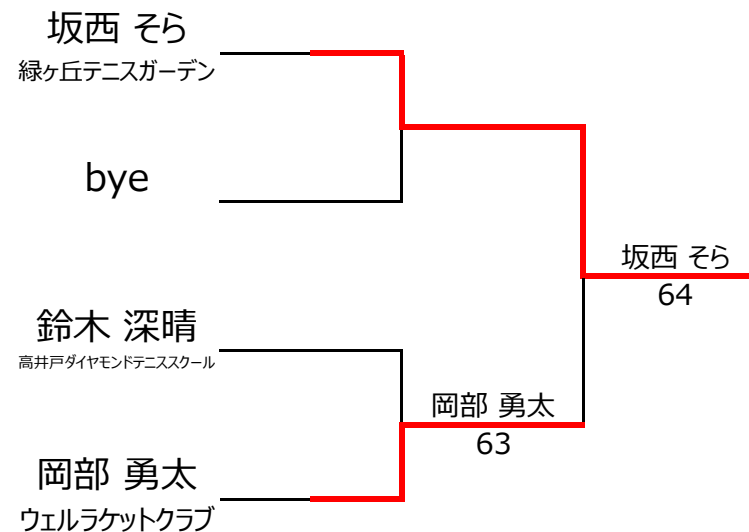 坂西 そら
緑ヶ丘テニスガーデン
bye
鈴木 深晴
高井戸ダイヤモンドテニススクール
岡部 勇太
ウェルラケットクラブ
岡部 勇太
63
坂西 そら
64